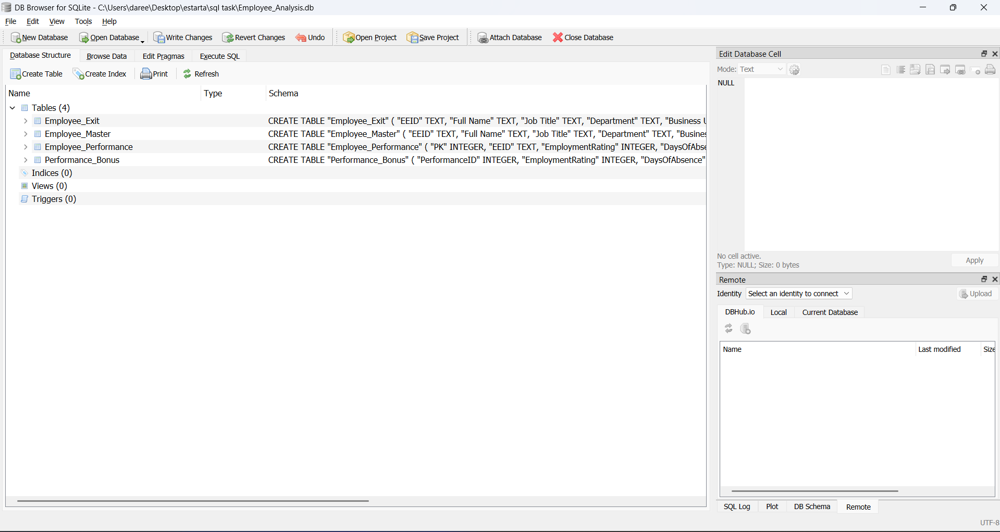 DB Browser for SQLite - C:\Users\daree\Desktop\estarta\sql task\Employee_Analysis.db
File Edit View Tools Help
New Database Open Database Write Changes Revert Changes Undo Open Project Save Project Attach Database Close Database
Database Structure Browse Data Edit Pragmas Execute SQL
Create Table Create Index Print Refresh
Name Type Schema
Tables (4)
Employee_Exit CREATE TABLE "Employee_Exit" ( "EEID" TEXT, "Full Name" TEXT, "Job Title" TEXT, "Department" TEXT, "Business
Employee_Master CREATE TABLE "Employee_Master" ( "EEID" TEXT, "Full Name" TEXT, "Job Title" TEXT, "Department" TEXT, "Busines
Employee_Performance CREATE TABLE "Employee_Performance" ( "PK" INTEGER, "EEID" TEXT, "EmploymentRating" INTEGER, "DaysOfAbse
Performance_Bonus CREATE TABLE "Performance_Bonus" ( "PerformanceID" INTEGER, "EmploymentRating" INTEGER, "DaysOfAbsence"
Indices (0)
Views (0)
Triggers (0)
Edit Database Cell
Mode: Text
NULL
No cell active.
Type: NULL; Size: 0 bytes
Apply
Remote
Identity Select an identity to connect Upload
DBHub.io Local Current Database
Name Last modified Size
SQL Log Plot DB Schema Remote
UTF-8